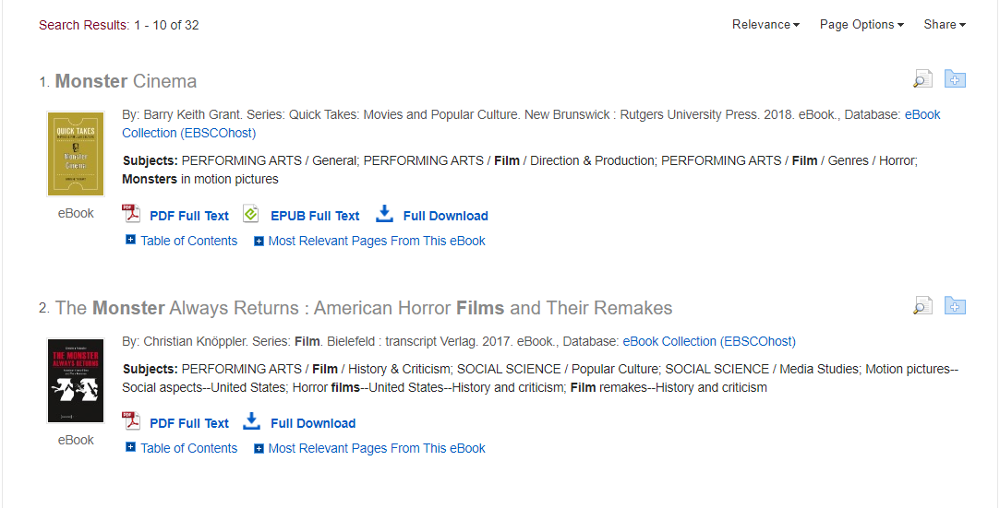 Search Results: 1 - 10 of 32
Relevance Page Options Share
1. Monster Cinema
QUICK TAKES
Monster
Cinema
By: Barry Keith Grant. Series: Quick Takes: Movies and Popular Culture. New Brunswick : Rutgers University Press. 2018. eBook., Database: eBook
Collection (EBSCOhost)
Subjects: PERFORMING ARTS / General; PERFORMING ARTS / Film / Direction & Production; PERFORMING ARTS / Film / Genres / Horror;
Monsters in motion pictures
eBook
PDF Full Text EPUB Full Text Full Download
Table of Contents Most Relevant Pages From This eBook
2. The Monster Always Returns : American Horror Films and Their Remakes
THE MONSTER
ALWAYS RETURNS
By: Christian Knöppler. Series: Film. Bielefeld : transcript Verlag. 2017. eBook., Database: eBook Collection (EBSCOhost)
Subjects: PERFORMING ARTS / Film / History & Criticism; SOCIAL SCIENCE / Popular Culture; SOCIAL SCIENCE / Media Studies; Motion pictures--
Social aspects--United States; Horror films--United States--History and criticism; Film remakes--History and criticism
eBook
PDF Full Text Full Download
Table of Contents Most Relevant Pages From This eBook